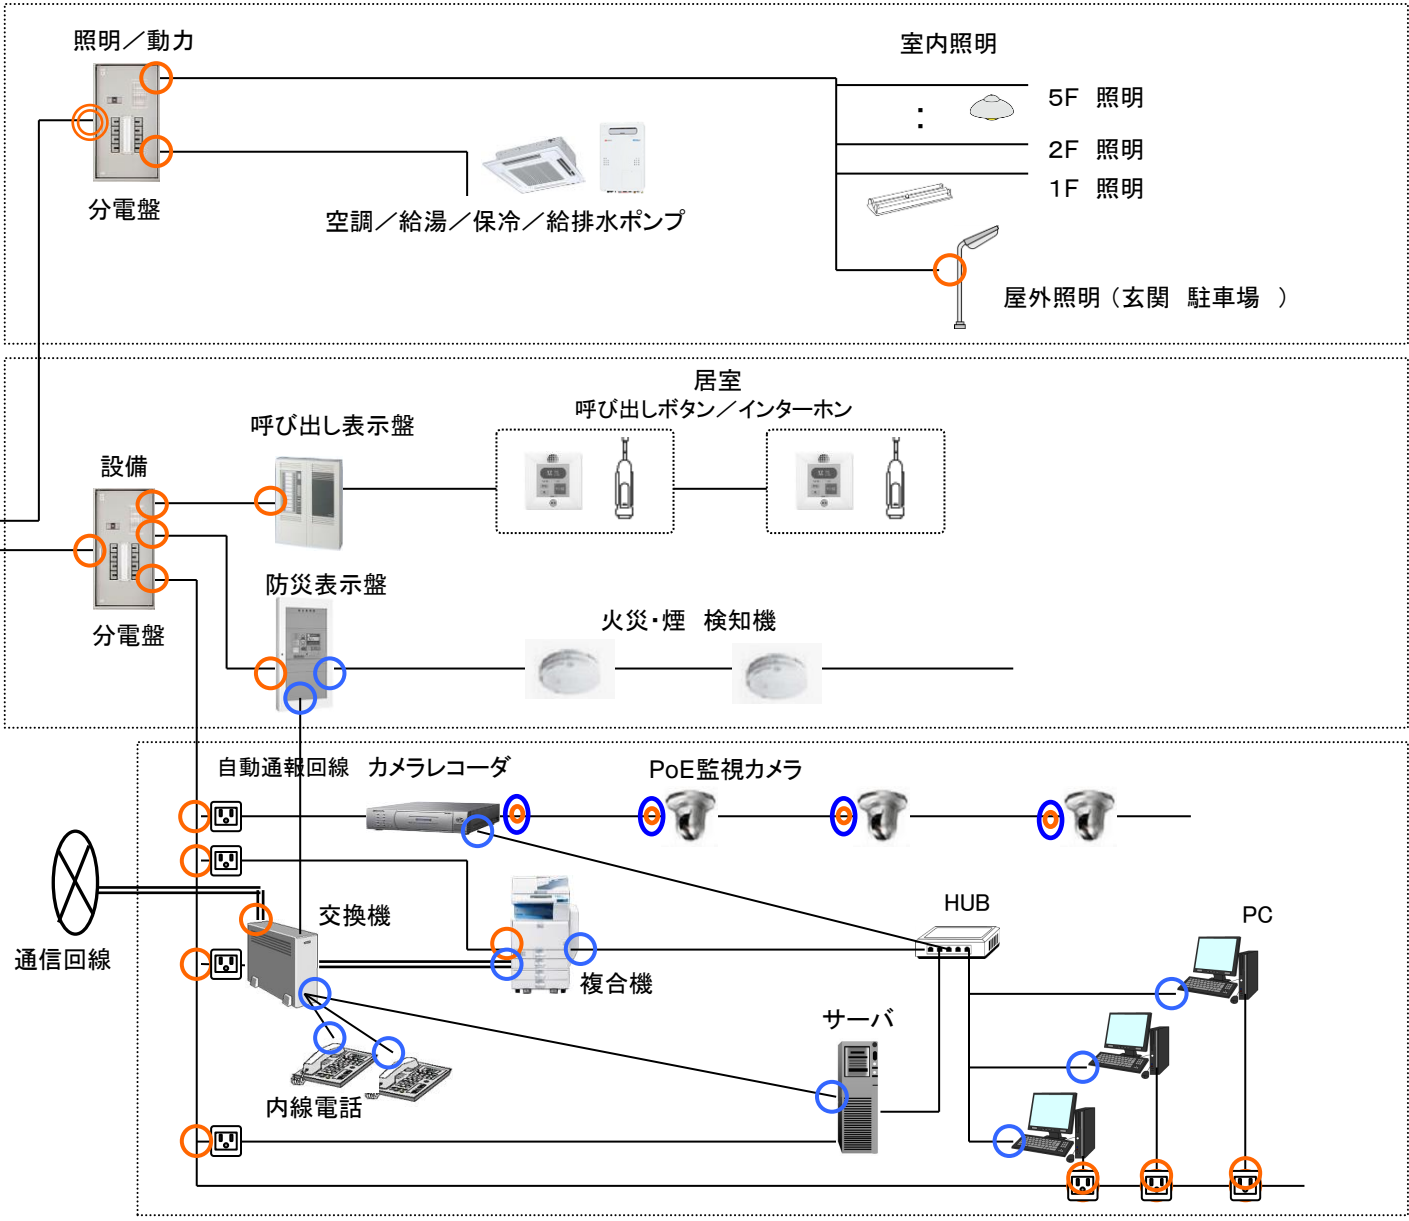 照明／動力
室内照明
5F 照明
:
2F 照明
1F 照明
分電盤
空調／給湯／保冷／給排水ポンプ
屋外照明（玄関 駐車場 ）
居室
呼び出しボタン／インターホン
呼び出し表示盤
設備
防災表示盤
火災・煙 検知機
分電盤
自動通報回線
カメラレコーダ
PoE監視カメラ
交換機
HUB
PC
通信回線
複合機
サーバ
内線電話